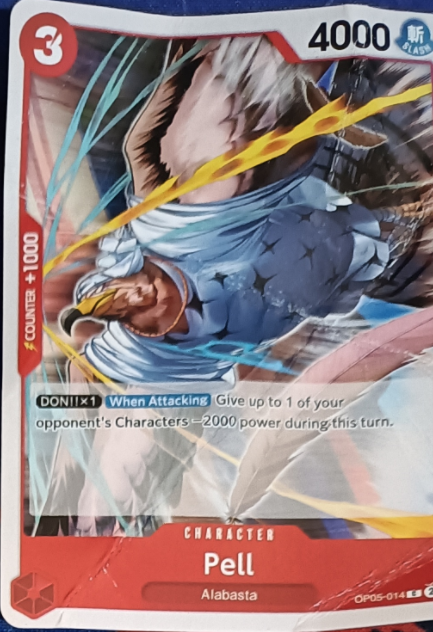 3
4000
斬
SLASH
COUNTER +1000
DON!!×1 When Attacking Give up to 1 of your
opponent's Characters −2000 power during this turn.
CHARACTER
Pell
Alabasta
OP05-014 C 2